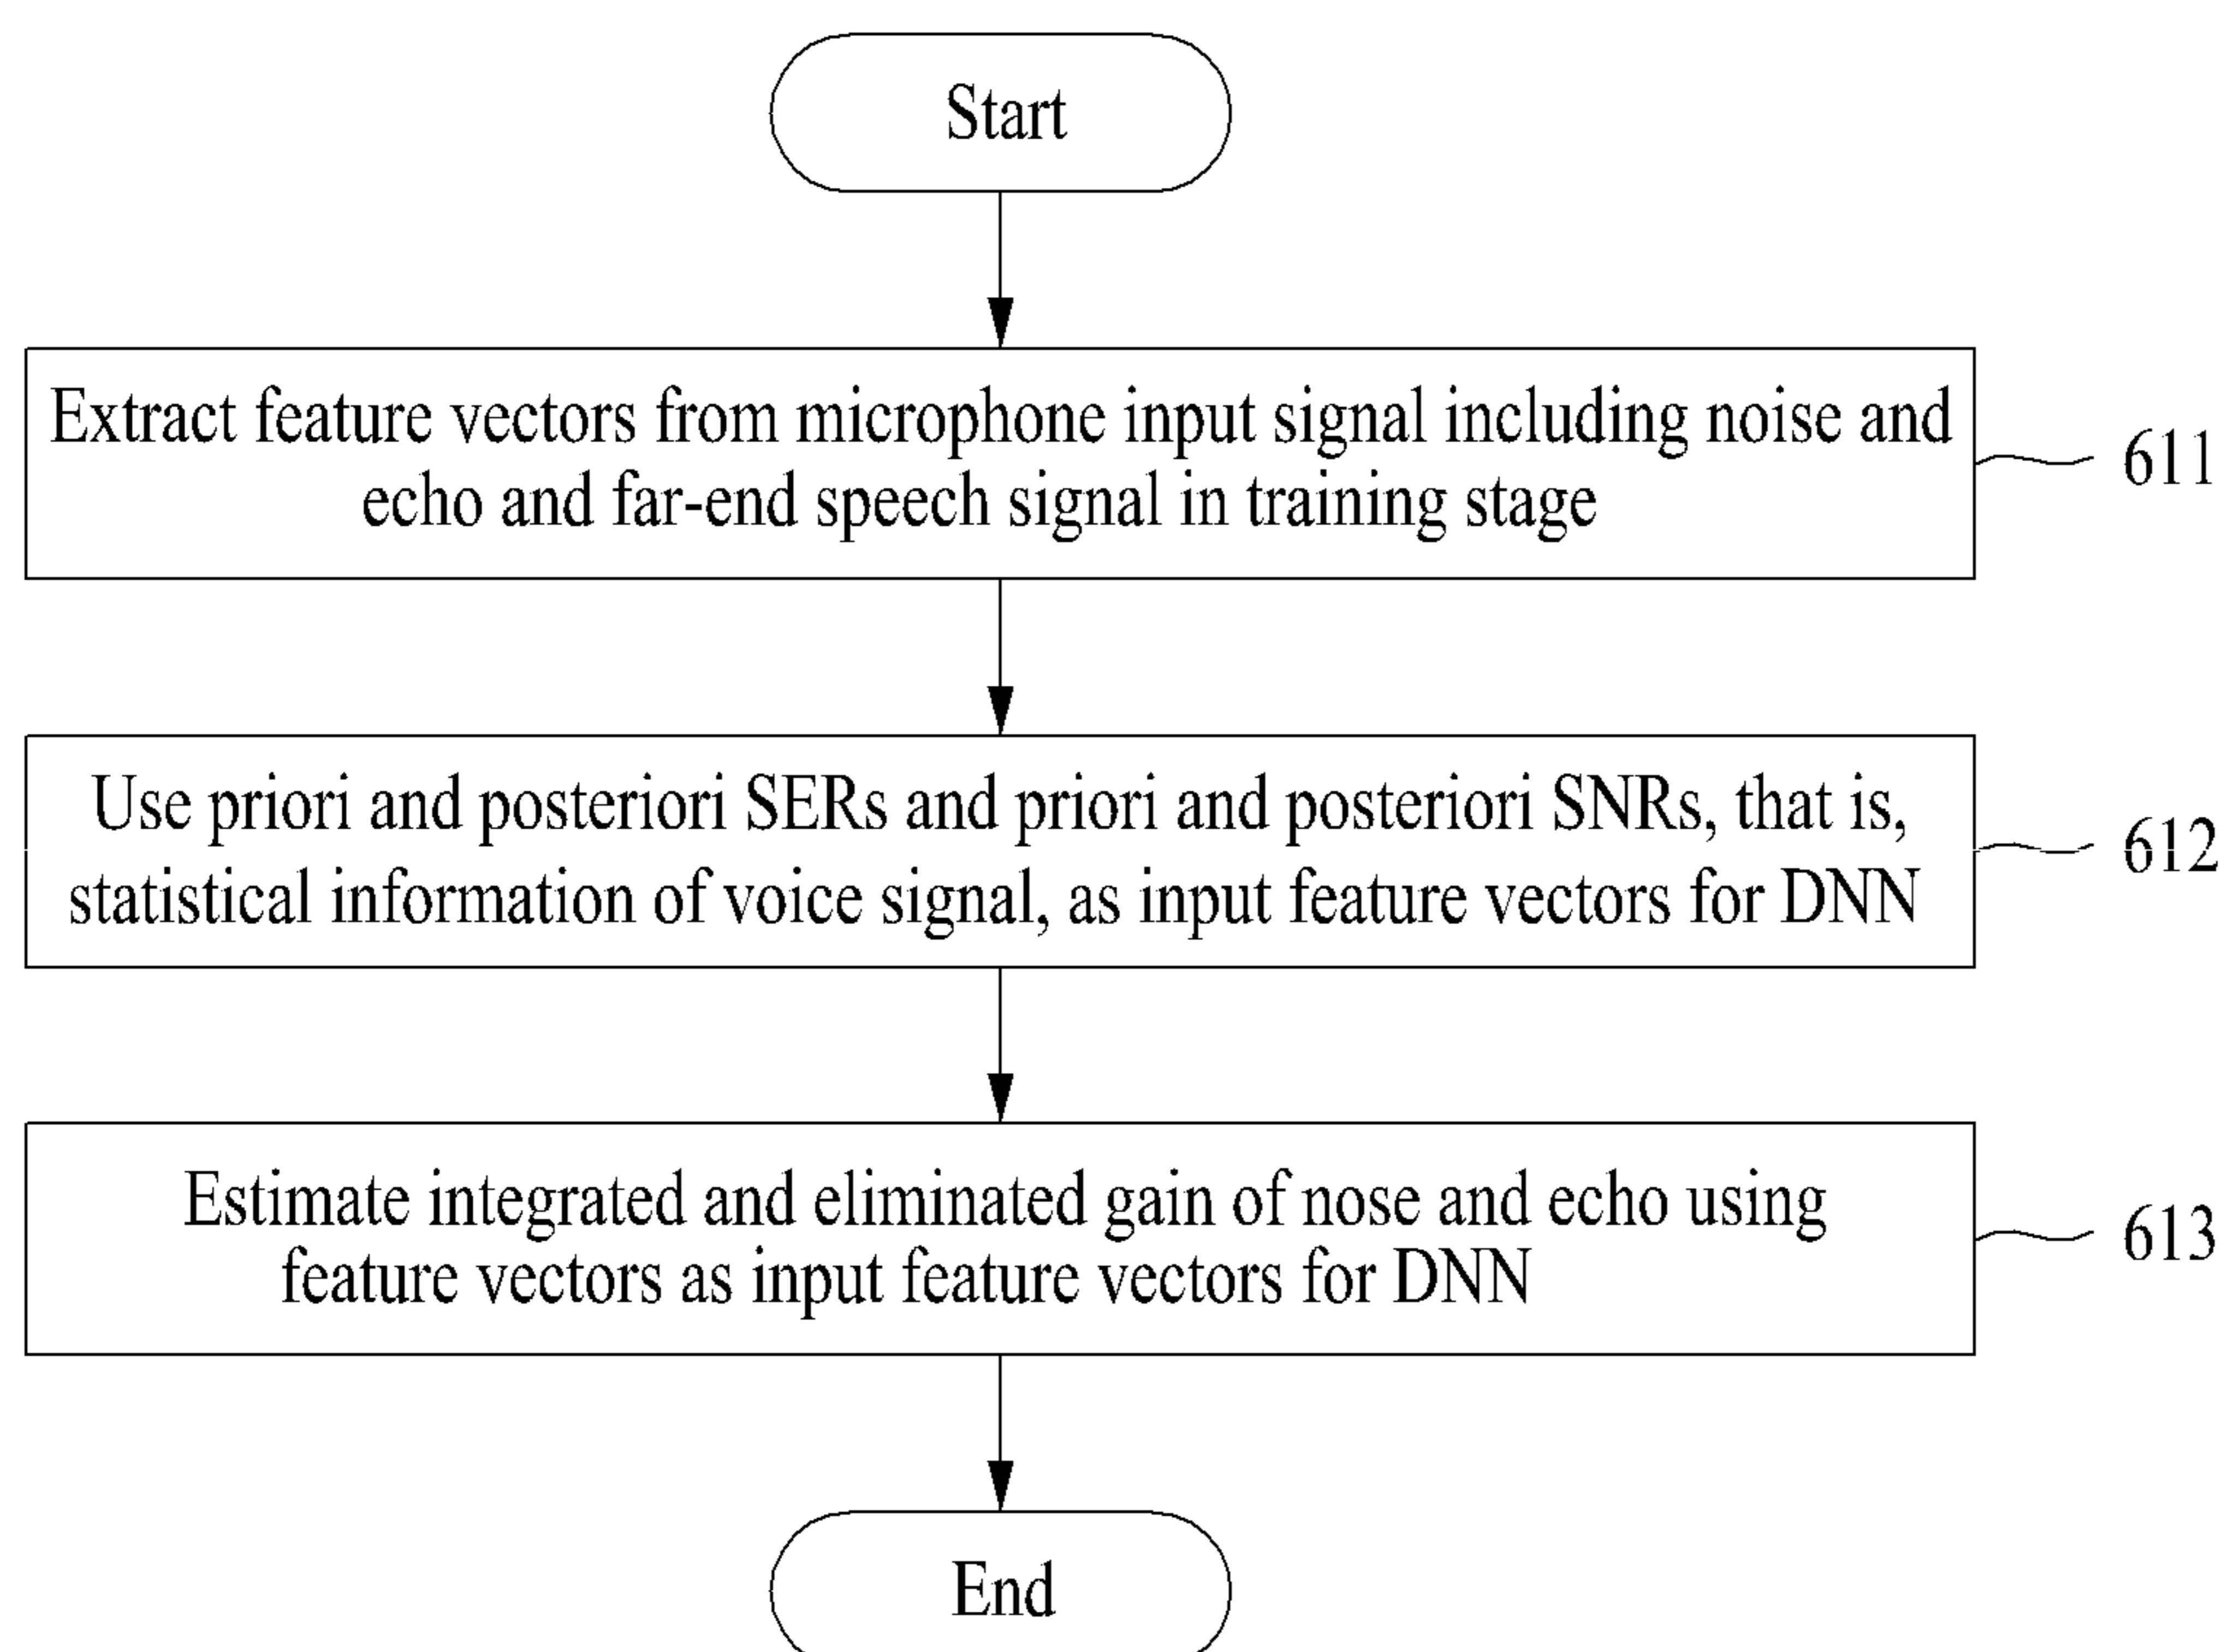 Start
Extract feature vectors from microphone input signal including noise and
echo and far-end speech signal in training stage
611
Use priori and posteriori SERs and priori and posteriori SNRs, that is,
statistical information of voice signal, as input feature vectors for DNN
612
Estimate integrated and eliminated gain of nose and echo using
feature vectors as input feature vectors for DNN
613
End